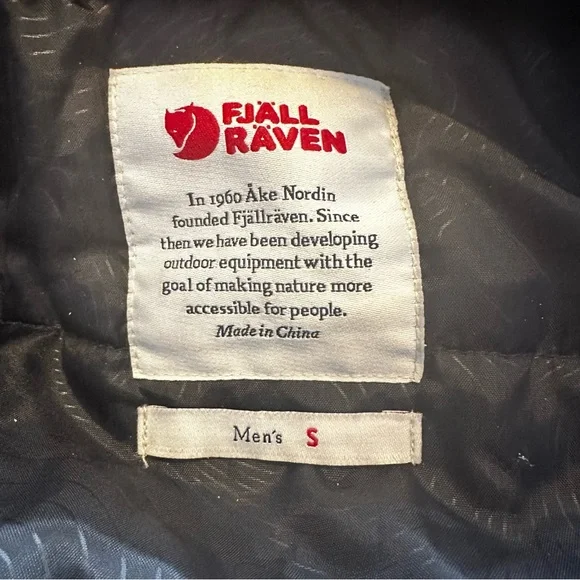 FJÄLL
RÄVEN
In 1960 Åke Nordin
founded Fjällräven. Since
then we have been developing
outdoor equipment with the
goal of making nature more
accessible for people.
Made in China
Men's S